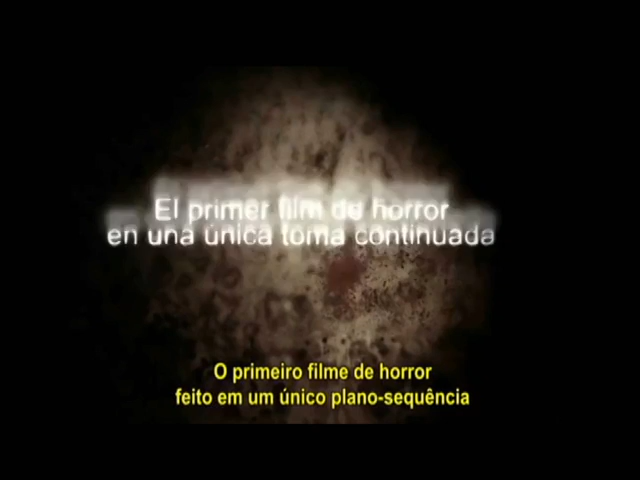 El primer film de horror
en una única toma continuada
O primeiro filme de horror
feito em um único plano-sequência